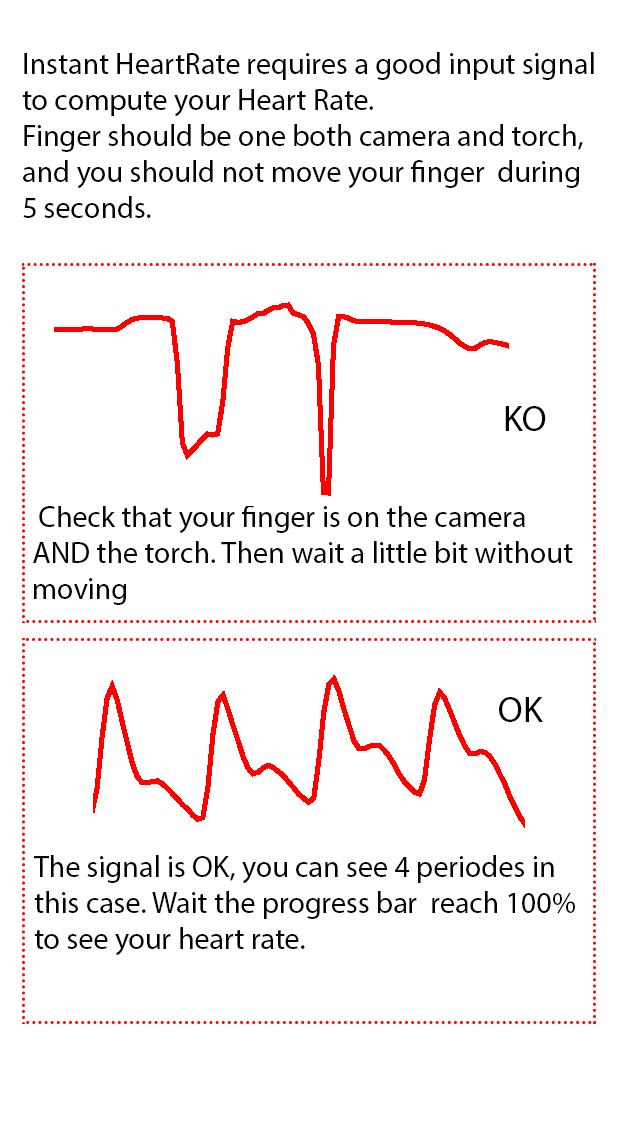 Instant HeartRate requires a good input signal
to compute your Heart Rate.
Finger should be one both camera and torch,
and you should not move your finger  during
5 seconds.
KO
Check that your finger is on the camera
AND the torch. Then wait a little bit without
moving
OK
The signal is OK, you can see 4 periodes in
this case. Wait the progress bar  reach 100%
to see your heart rate.